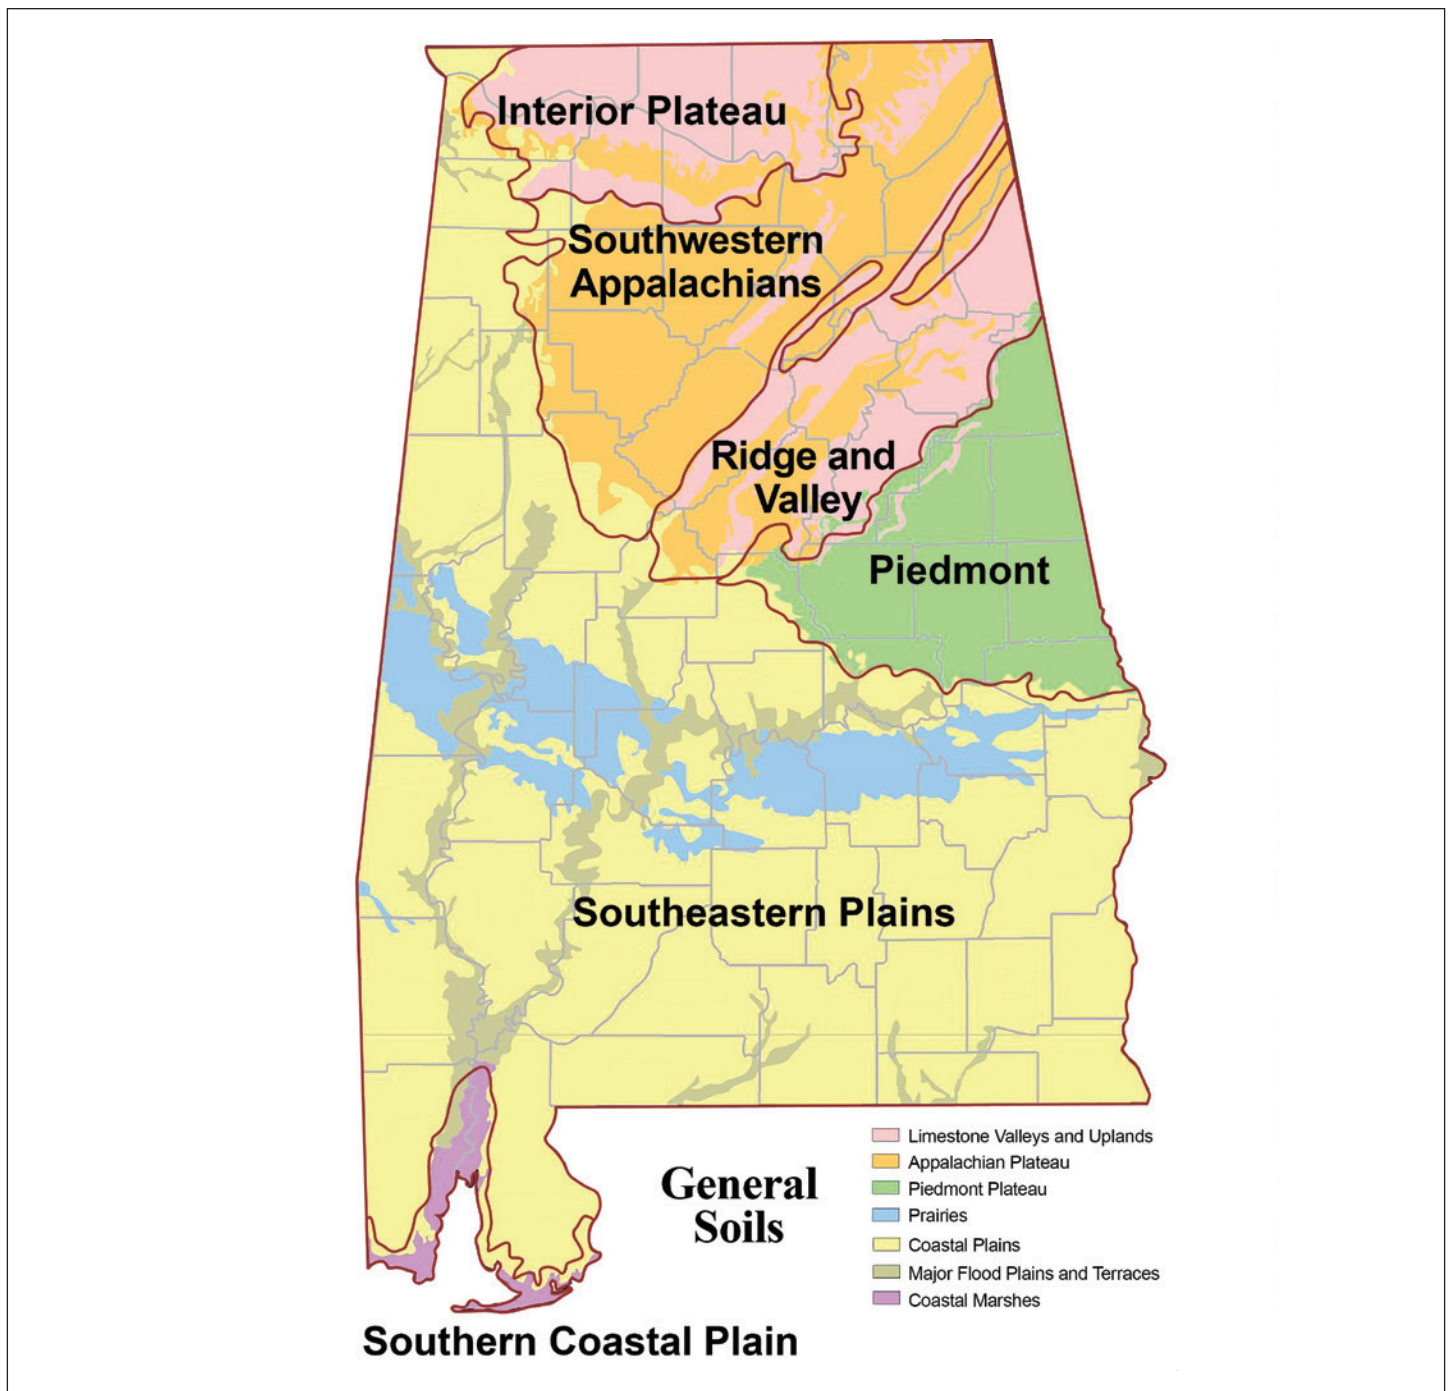 Interior Plateau
Southwestern
Appalachians
Ridge and
Valley
Piedmont
Southeastern Plains
General
Soils
Limestone Valleys and Uplands
Appalachian Plateau
Piedmont Plateau
Prairies
Coastal Plains
Major Flood Plains and Terraces
Coastal Marshes
Southern Coastal Plain